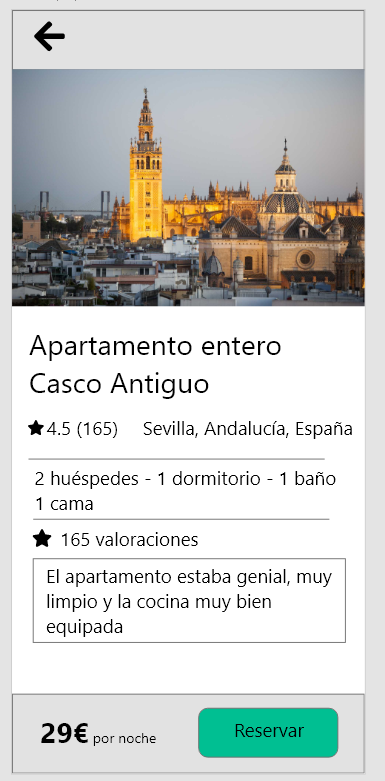 Apartamento entero
Casco Antiguo
4.5 (165) Sevilla, Andalucía, España
2 huéspedes - 1 dormitorio - 1 baño
1 cama
165 valoraciones
El apartamento estaba genial, muy
limpio y la cocina muy bien
equipada
29€ por noche Reservar